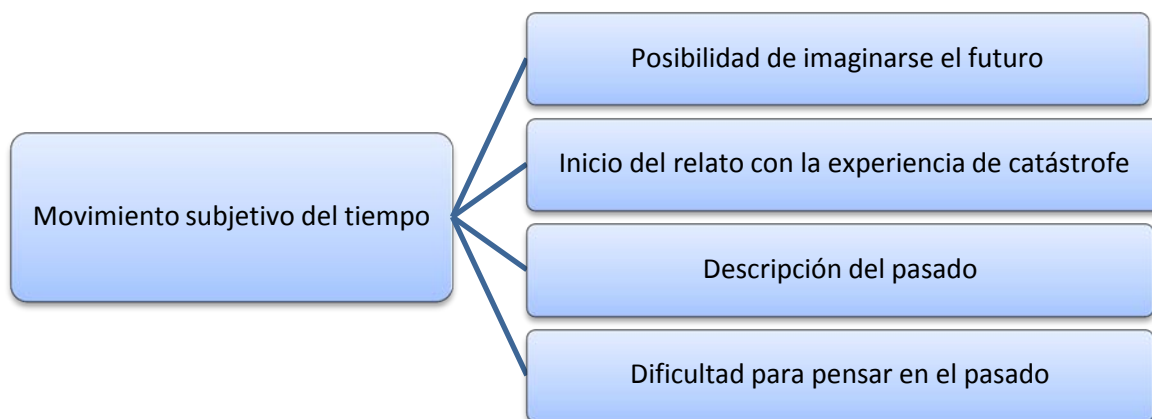 Movimiento subjetivo del tiempo
Posibilidad de imaginarse el futuro
Inicio del relato con la experiencia de catástrofe
Descripción del pasado
Dificultad para pensar en el pasado